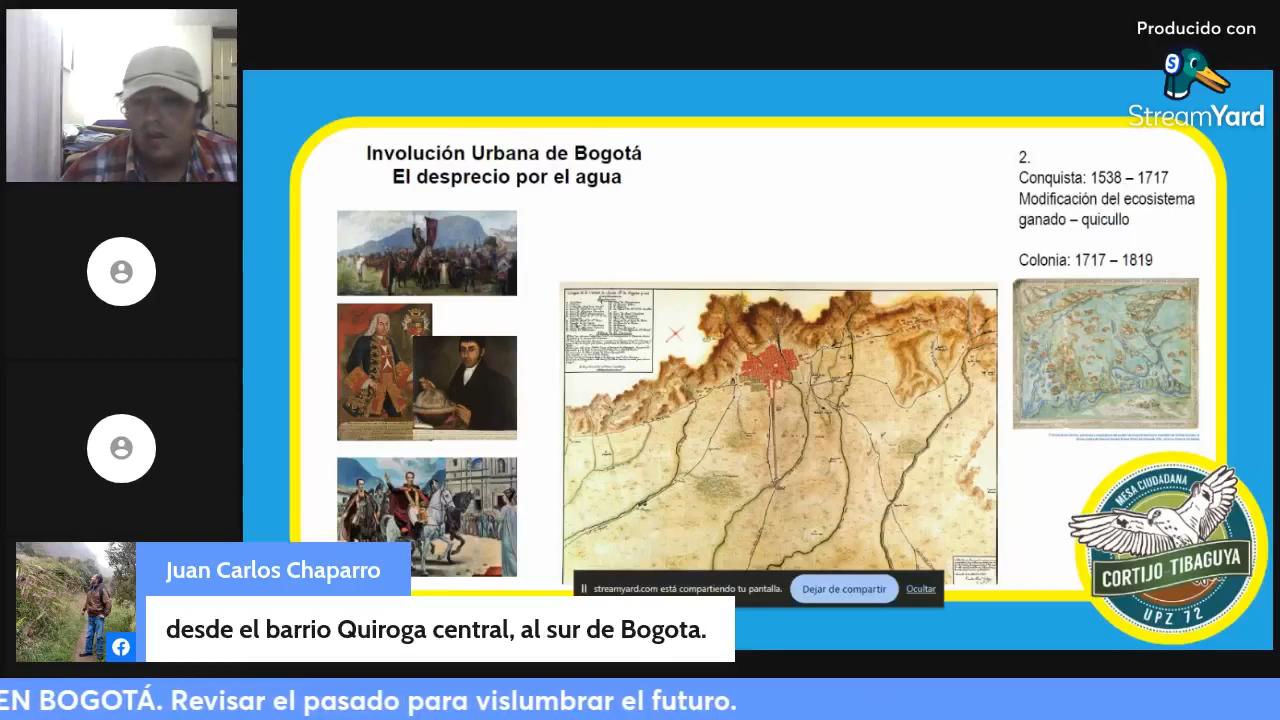 Producido con
StreamYard
Involución Urbana de Bogotá
El desprecio por el agua
2.
Conquista: 1538 – 1717
Modificación del ecosistema
ganado – quicullo
Colonia: 1717 – 1819
streamyard.com está compartiendo tu pantalla.
Dejar de compartir
Ocultar
MESA CIUDADANA
CORTIJO TIBAGUYA
UPZ 72
Juan Carlos Chaparro
desde el barrio Quiroga central, al sur de Bogota.
EN BOGOTÁ. Revisar el pasado para vislumbrar el futuro.